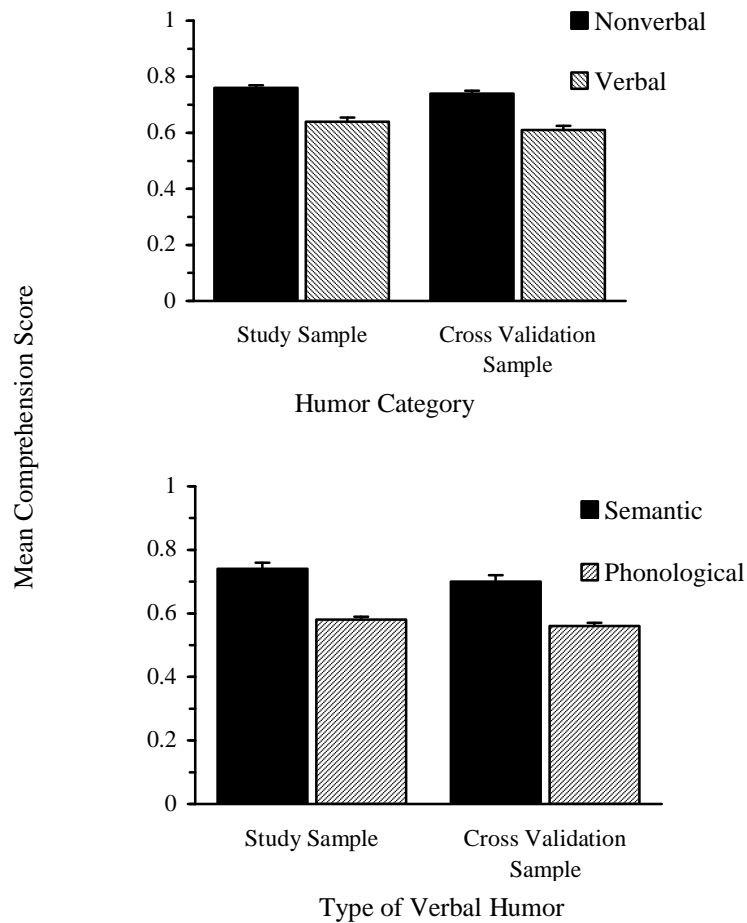 Mean Comprehension Score
1
0.8
0.6
0.4
0.2
0
Nonverbal
Verbal
Study Sample
Cross Validation
Sample
Humor Category
1
0.8
0.6
0.4
0.2
0
Semantic
Phonological
Study Sample
Cross Validation
Sample
Type of Verbal Humor